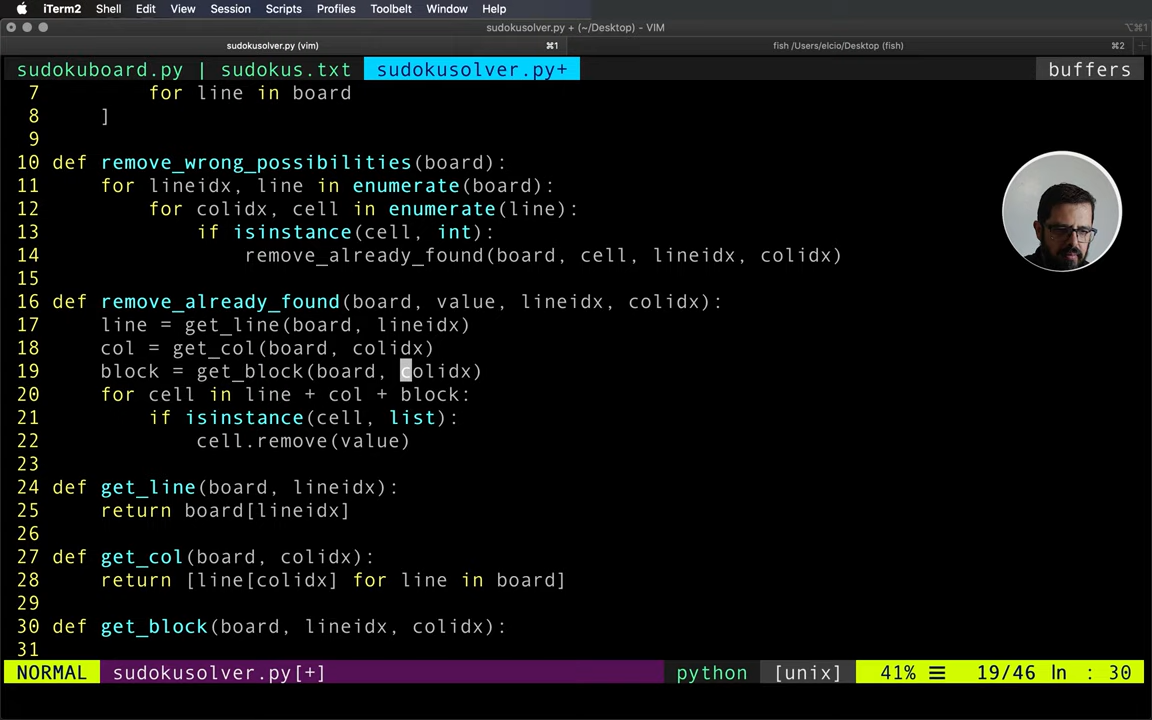 iTerm2 Shell Edit View Session Scripts Profiles Toolbelt Window Help
sudokusolver.py + (~/Desktop) - VIM ⌥⌘1
sudokusolver.py (vim) ⌘1 fish /Users/elcio/Desktop (fish) ⌘2 +
sudokuboard.py | sudokus.txt sudokusolver.py+ buffers
7         for line in board
8     ]
9
10 def remove_wrong_possibilities(board):
11     for lineidx, line in enumerate(board):
12         for colidx, cell in enumerate(line):
13             if isinstance(cell, int):
14                 remove_already_found(board, cell, lineidx, colidx)
15
16 def remove_already_found(board, value, lineidx, colidx):
17     line = get_line(board, lineidx)
18     col = get_col(board, colidx)
19     block = get_block(board, colidx)
20     for cell in line + col + block:
21         if isinstance(cell, list):
22             cell.remove(value)
23
24 def get_line(board, lineidx):
25     return board[lineidx]
26
27 def get_col(board, colidx):
28     return [line[colidx] for line in board]
29
30 def get_block(board, lineidx, colidx):
31
NORMAL sudokusolver.py[+] python [unix] 41% ☰ 19/46 ln : 30